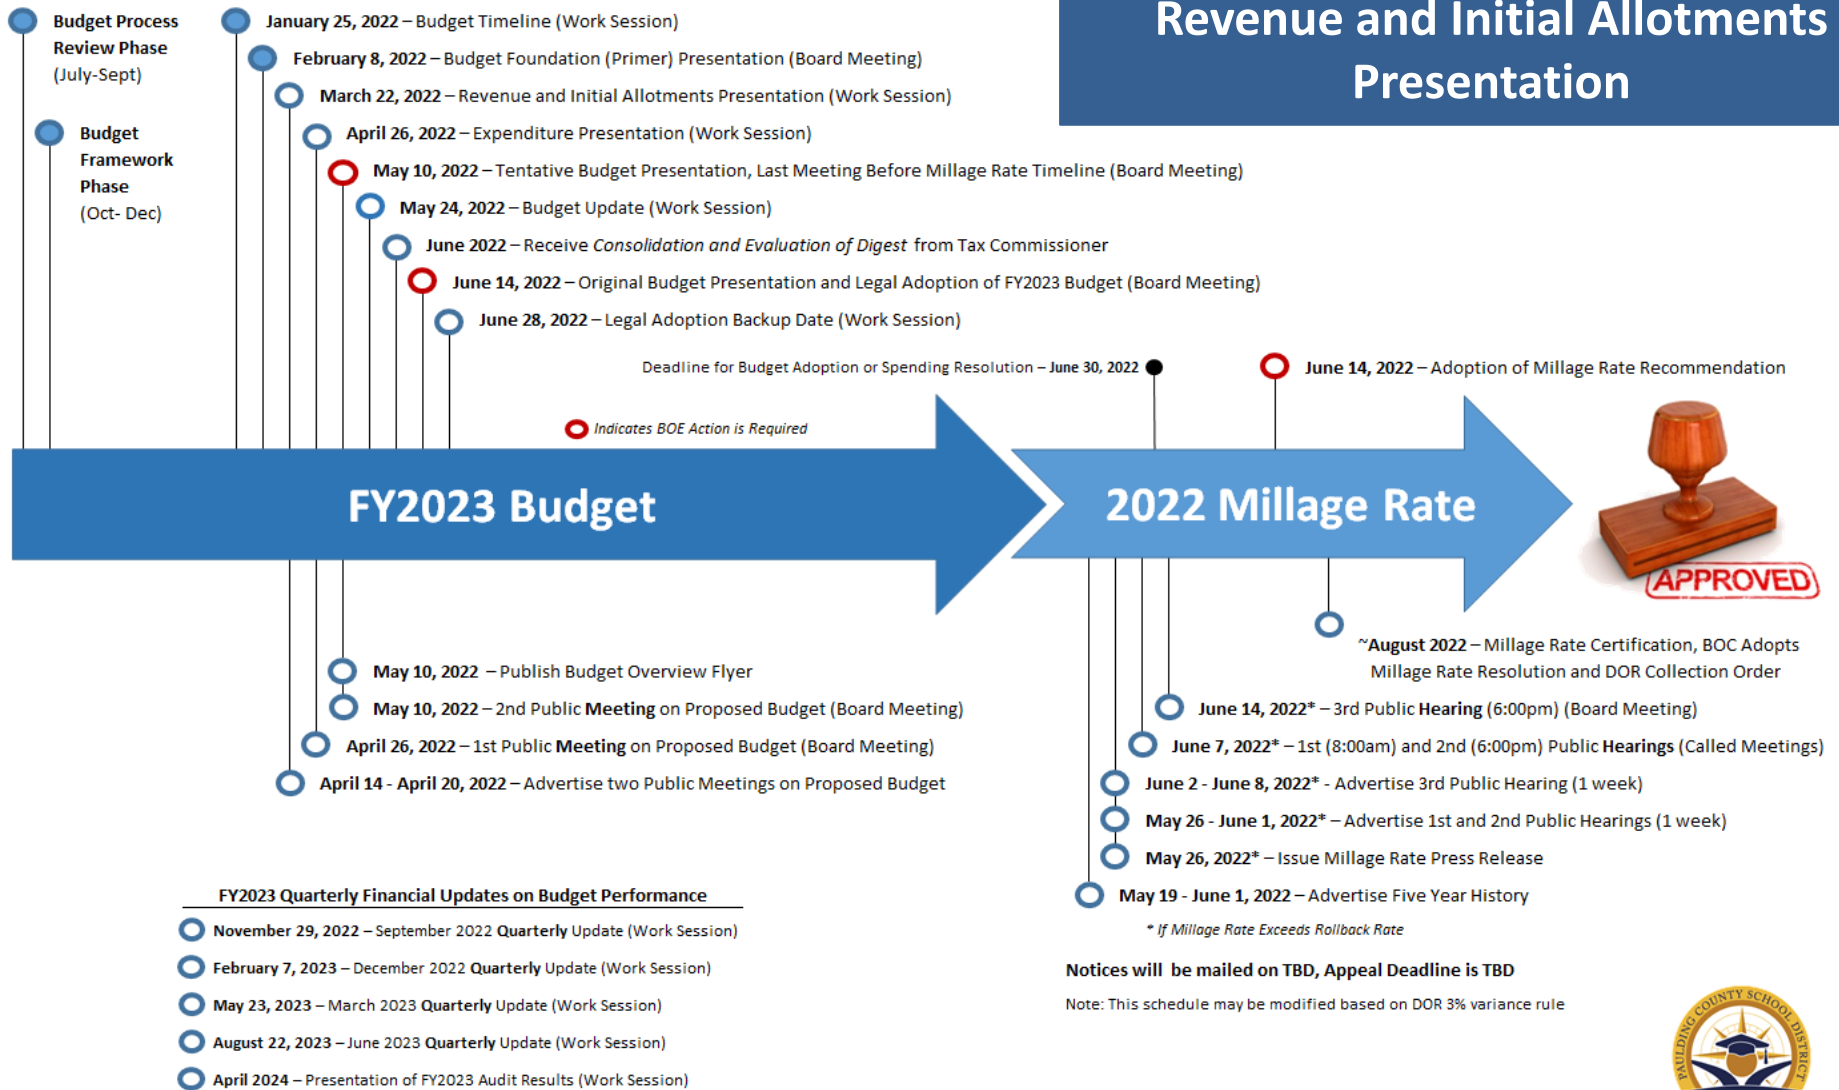 Revenue and Initial Allotments
Presentation
Budget Process
Review Phase
(July-Sept)
Budget
Framework
Phase
(Oct- Dec)
January 25, 2022 – Budget Timeline (Work Session)
February 8, 2022 – Budget Foundation (Primer) Presentation (Board Meeting)
March 22, 2022 – Revenue and Initial Allotments Presentation (Work Session)
April 26, 2022 – Expenditure Presentation (Work Session)
May 10, 2022 – Tentative Budget Presentation, Last Meeting Before Millage Rate Timeline (Board Meeting)
May 24, 2022 – Budget Update (Work Session)
June 2022 – Receive Consolidation and Evaluation of Digest from Tax Commissioner
June 14, 2022 – Original Budget Presentation and Legal Adoption of FY2023 Budget (Board Meeting)
June 28, 2022 – Legal Adoption Backup Date (Work Session)
Deadline for Budget Adoption or Spending Resolution – June 30, 2022
June 14, 2022 – Adoption of Millage Rate Recommendation
Indicates BOE Action is Required
FY2023 Budget
2022 Millage Rate
APPROVED
May 10, 2022 – Publish Budget Overview Flyer
May 10, 2022 – 2nd Public Meeting on Proposed Budget (Board Meeting)
April 26, 2022 – 1st Public Meeting on Proposed Budget (Board Meeting)
April 14 - April 20, 2022 – Advertise two Public Meetings on Proposed Budget
~August 2022 – Millage Rate Certification, BOC Adopts
Millage Rate Resolution and DOR Collection Order
June 14, 2022* – 3rd Public Hearing (6:00pm) (Board Meeting)
June 7, 2022* – 1st (8:00am) and 2nd (6:00pm) Public Hearings (Called Meetings)
June 2 - June 8, 2022* - Advertise 3rd Public Hearing (1 week)
May 26 - June 1, 2022* – Advertise 1st and 2nd Public Hearings (1 week)
May 26, 2022* – Issue Millage Rate Press Release
May 19 - June 1, 2022 – Advertise Five Year History
* If Millage Rate Exceeds Rollback Rate
Notices will be mailed on TBD, Appeal Deadline is TBD
Note: This schedule may be modified based on DOR 3% variance rule
FY2023 Quarterly Financial Updates on Budget Performance
November 29, 2022 – September 2022 Quarterly Update (Work Session)
February 7, 2023 – December 2022 Quarterly Update (Work Session)
May 23, 2023 – March 2023 Quarterly Update (Work Session)
August 22, 2023 – June 2023 Quarterly Update (Work Session)
April 2024 – Presentation of FY2023 Audit Results (Work Session)
PAULDING COUNTY SCHOOL DISTRICT